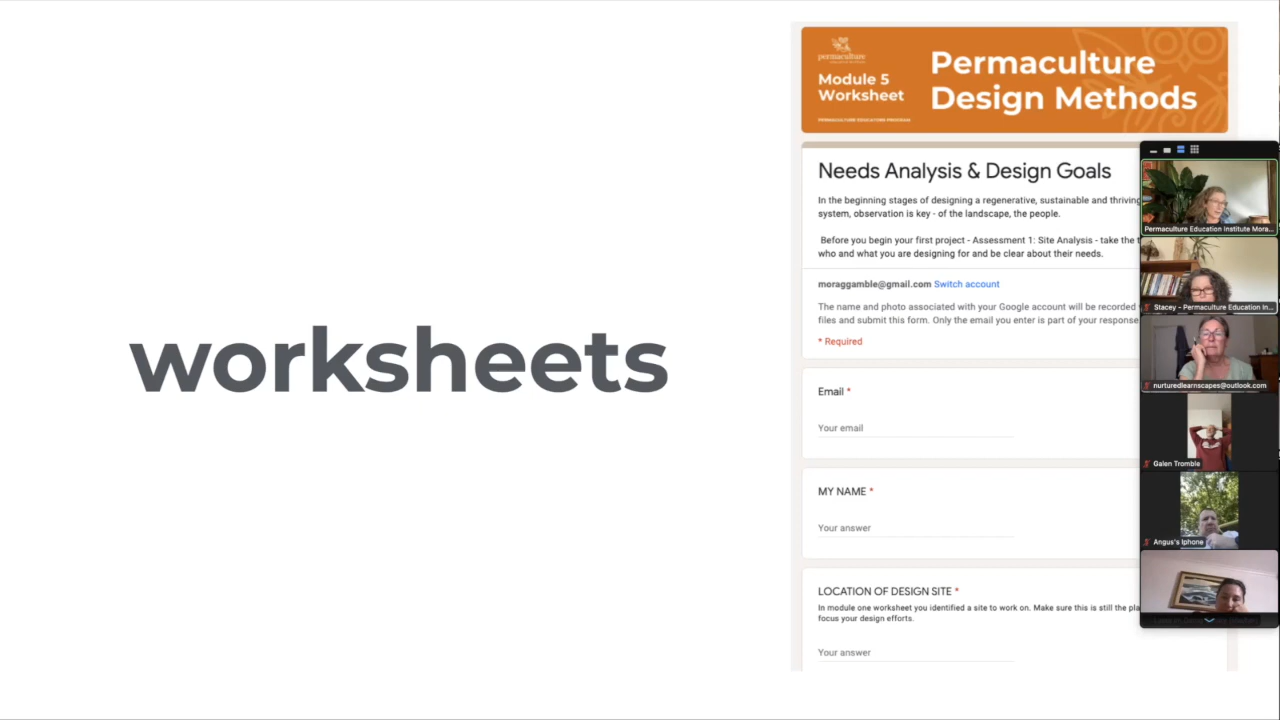 worksheets
permaculture
Module 5
Worksheet
PERMACULTURE EDUCATORS PROGRAM
Permaculture
Design Methods
Needs Analysis & Design Goals
In the beginning stages of designing a regenerative, sustainable and thriving
system, observation is key - of the landscape, the people.
Before you begin your first project - Assessment 1: Site Analysis - take the t
who and what you are designing for and be clear about their needs.
moraggamble@gmail.com Switch account
The name and photo associated with your Google account will be recorded
files and submit this form. Only the email you enter is part of your response
* Required
Email *
Your email
MY NAME *
Your answer
LOCATION OF DESIGN SITE *
In module one worksheet you identified a site to work on. Make sure this is still the pla
focus your design efforts.
Your answer
Permaculture Education Institute Mora...
Stacey - Permaculture Education In...
nurturedlearnscapes@outlook.com
Galen Tromble
Angus's Iphone